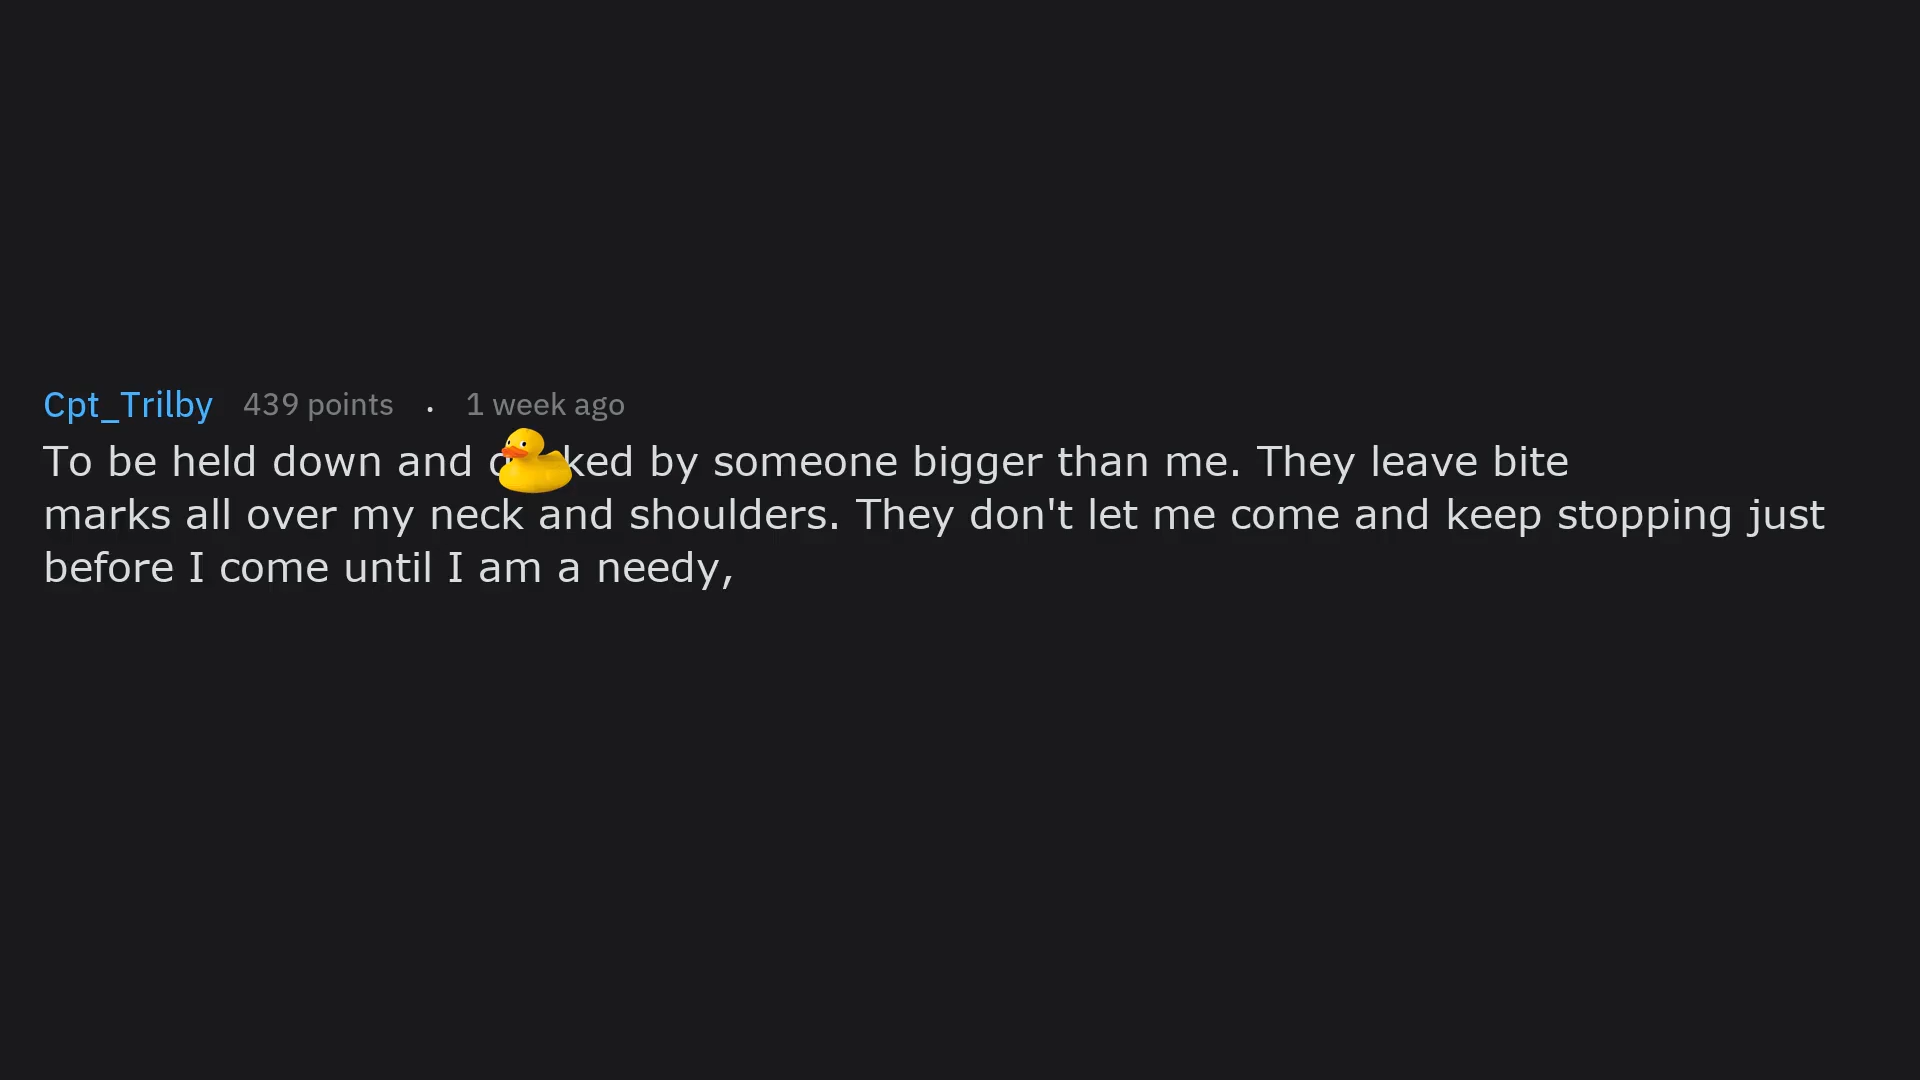 Cpt_Trilby 439 points . 1 week ago
To be held down and by someone bigger than me. They leave bite
marks all over my neck and shoulders. They don't let me come and keep stopping just
before I come until I am a needy,